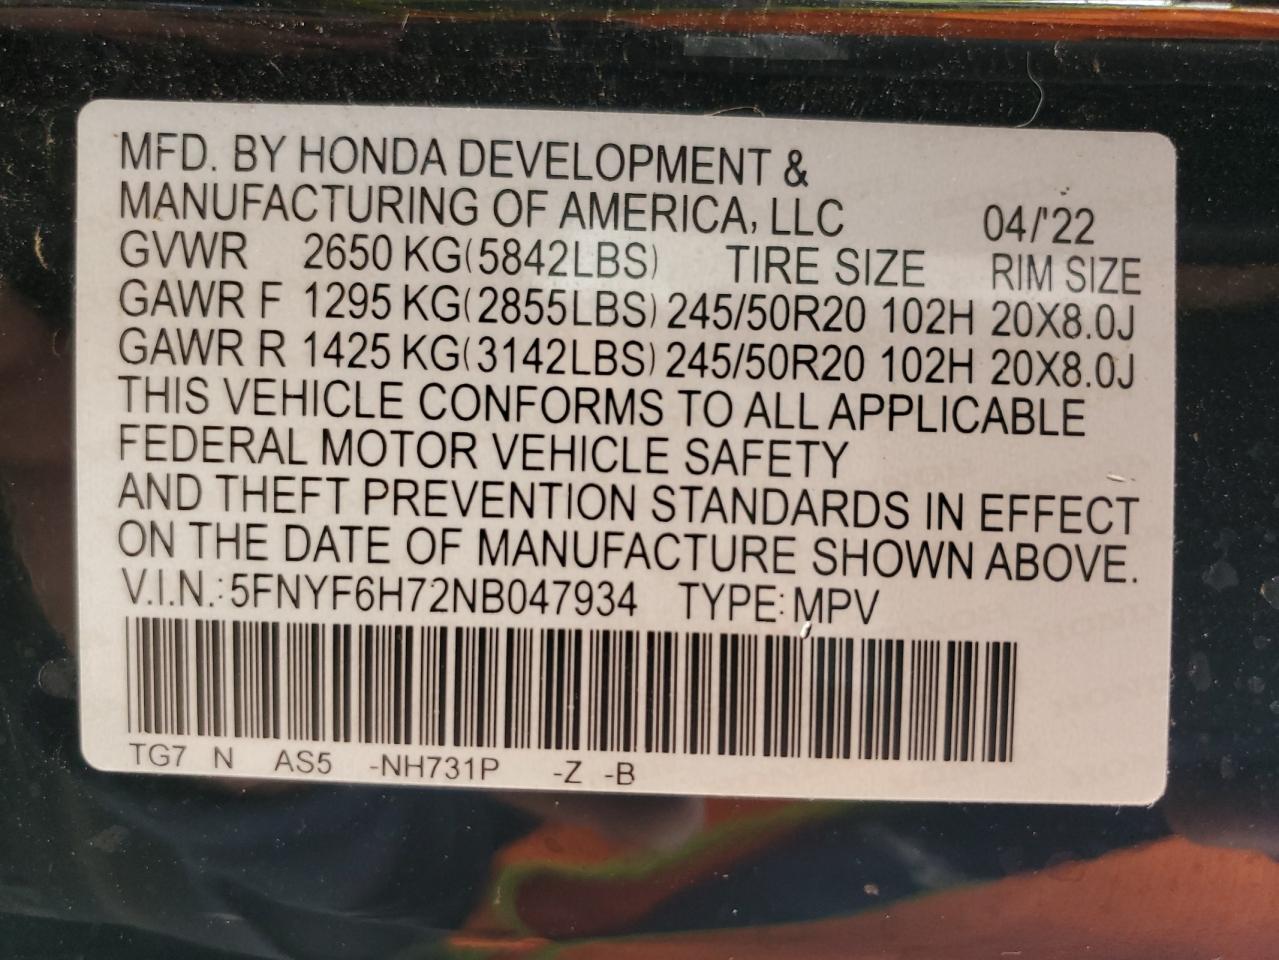 MFD. BY HONDA DEVELOPMENT &
MANUFACTURING OF AMERICA, LLC 04/'22
GVWR 2650 KG(5842LBS) TIRE SIZE RIM SIZE
GAWR F 1295 KG(2855LBS) 245/50R20 102H 20X8.0J
GAWR R 1425 KG(3142LBS) 245/50R20 102H 20X8.0J
THIS VEHICLE CONFORMS TO ALL APPLICABLE
FEDERAL MOTOR VEHICLE SAFETY
AND THEFT PREVENTION STANDARDS IN EFFECT
ON THE DATE OF MANUFACTURE SHOWN ABOVE.
V.I.N.: 5FNYF6H72NB047934 TYPE: MPV
TG7 N AS5 -NH731P -Z -B